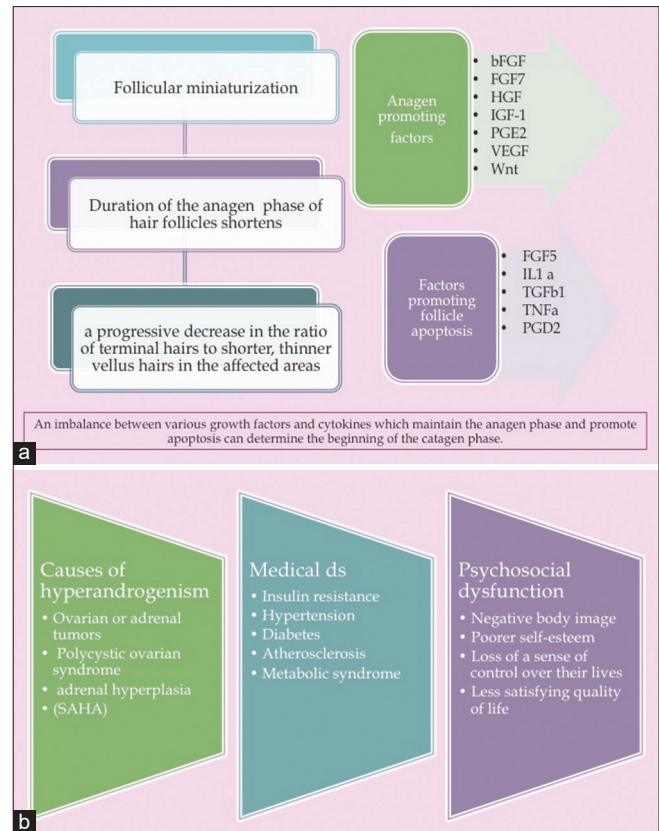 Follicular miniaturization
Duration of the anagen phase of
hair follicles shortens
a progressive decrease in the ratio
of terminal hairs to shorter, thinner
vellus hairs in the affected areas
Anagen
promoting
factors
• bFGF
• FGF7
• HGF
• IGF-1
• PGE2
• VEGF
• Wnt
Factors
promoting
follicle
apoptosis
• FGF5
• IL1 a
• TGFb1
• TNFa
• PGD2
An imbalance between various growth factors and cytokines which maintain the anagen phase and promote
apoptosis can determine the beginning of the catagen phase.
a
Causes of
hyperandrogenism
• Ovarian or adrenal
tumors
• Polycystic ovarian
syndrome
• adrenal hyperplasia
• (SAHA)
Medical ds
• Insulin resistance
• Hypertension
• Diabetes
• Atherosclerosis
• Metabolic syndrome
Psychosocial
dysfunction
• Negative body image
• Poorer self-esteem
• Loss of a sense of
control over their lives
• Less satisfying quality
of life
b